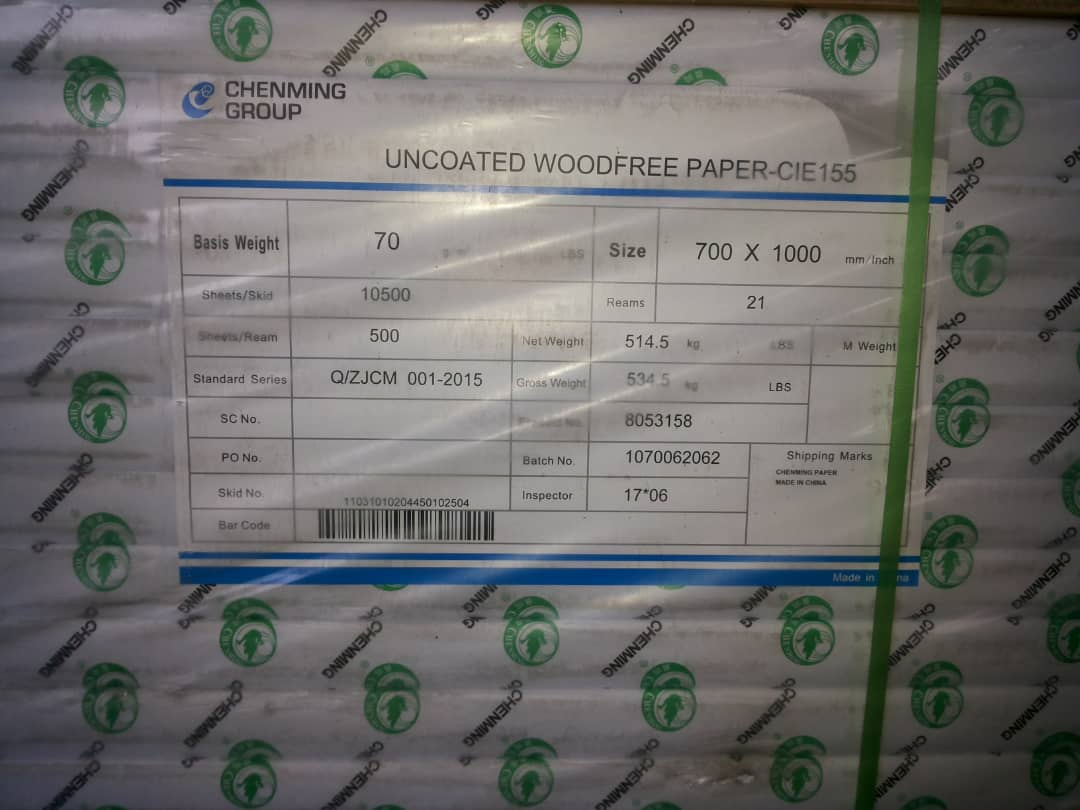 CHENMING
GROUP
UNCOATED WOODFREE PAPER-CIE155
Basis Weight 70 LBS Size 700 X 1000 mm/Inch
Sheets/Skid 10500 Reams 21
Sheets/Ream 500 Net Weight 514.5 kg LBS M Weight
Standard Series Q/ZJCM 001-2015 Gross Weight 534.5 kg LBS
SC No. 8053158
PO No. Batch No. 1070062062 Shipping Marks
CHENMING PAPER
MADE IN CHINA
Skid No. 11031010204450102504 Inspector 17*06
Bar Code
Made in
CHENMING